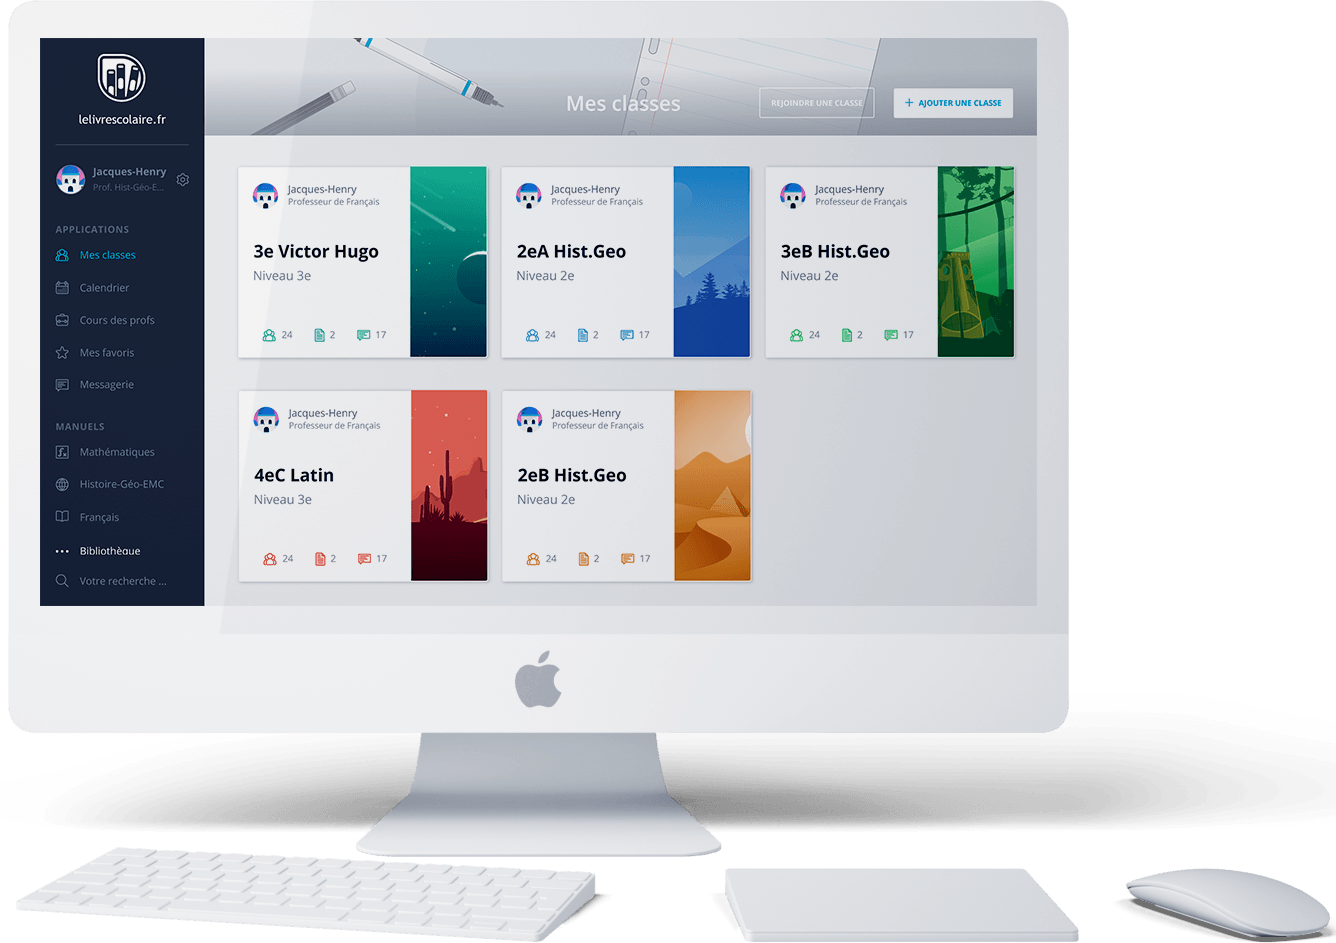 lelivrescolaire.fr
Jacques-Henry
Prof. Hist-Géo-E...
APPLICATIONS
Mes classes
Calendrier
Cours des profs
Mes favoris
Messagerie
MANUELS
Mathématiques
Histoire-Géo-EMC
Français
Bibliothèque
Votre recherche ...
Mes classes
REJOINDRE UNE CLASSE
+ AJOUTER UNE CLASSE
Jacques-Henry
Professeur de Français
3e Victor Hugo
Niveau 3e
24 2 17
Jacques-Henry
Professeur de Français
2eA Hist.Geo
Niveau 2e
24 2 17
Jacques-Henry
Professeur de Français
3eB Hist.Geo
Niveau 2e
24 2 17
Jacques-Henry
Professeur de Français
4eC Latin
Niveau 3e
24 2 17
Jacques-Henry
Professeur de Français
2eB Hist.Geo
Niveau 2e
24 2 17